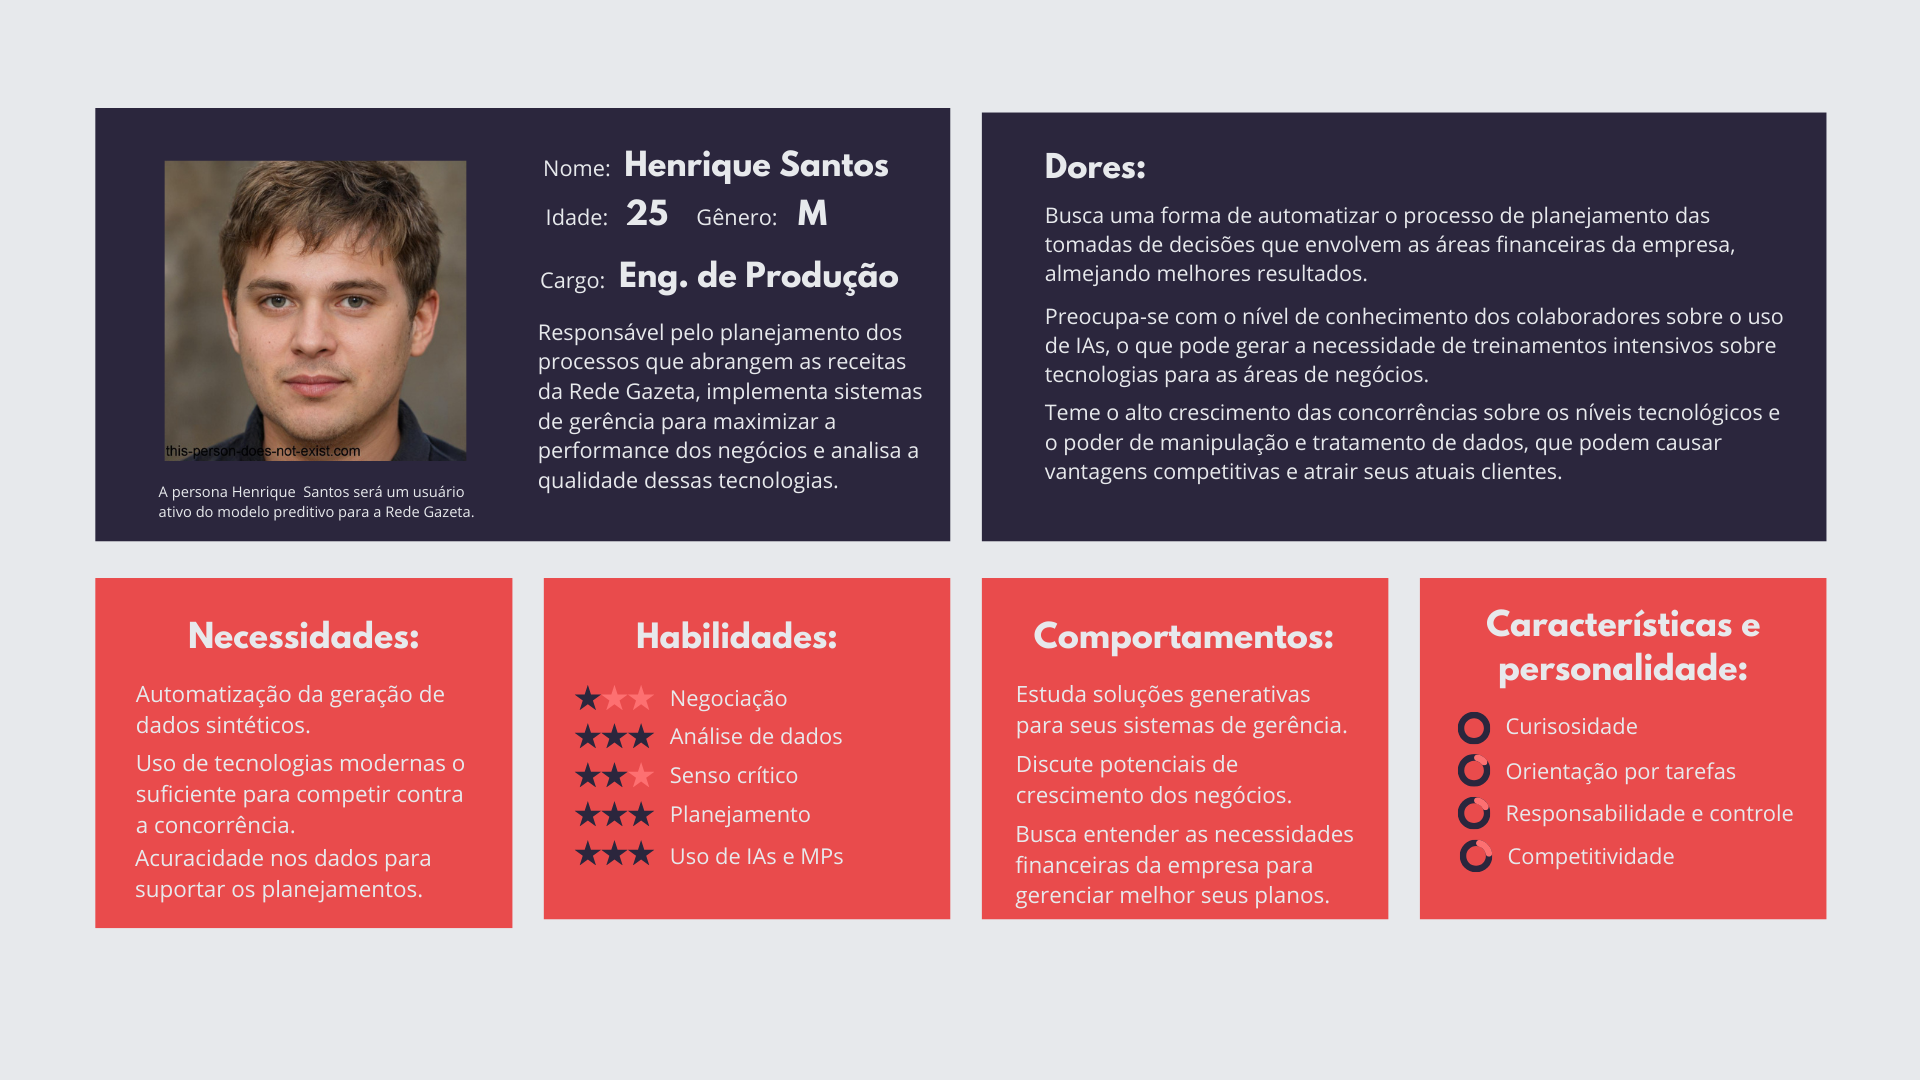 Nome: Henrique Santos
Idade: 25 Gênero: M
Cargo: Eng. de Produção
Responsável pelo planejamento dos
processos que abrangem as receitas
da Rede Gazeta, implementa sistemas
de gerência para maximizar a
performance dos negócios e analisa a
qualidade dessas tecnologias.
this-person-does-not-exist.com
A persona Henrique Santos será um usuário
ativo do modelo preditivo para a Rede Gazeta.
Dores:
Busca uma forma de automatizar o processo de planejamento das
tomadas de decisões que envolvem as áreas financeiras da empresa,
almejando melhores resultados.
Preocupa-se com o nível de conhecimento dos colaboradores sobre o uso
de IAs, o que pode gerar a necessidade de treinamentos intensivos sobre
tecnologias para as áreas de negócios.
Teme o alto crescimento das concorrências sobre os níveis tecnológicos e
o poder de manipulação e tratamento de dados, que podem causar
vantagens competitivas e atrair seus atuais clientes.
Necessidades:
Automatização da geração de
dados sintéticos.
Uso de tecnologias modernas o
suficiente para competir contra
a concorrência.
Acuracidade nos dados para
suportar os planejamentos.
Habilidades:
Negociação
Análise de dados
Senso crítico
Planejamento
Uso de IAs e MPs
Comportamentos:
Estuda soluções generativas
para seus sistemas de gerência.
Discute potenciais de
crescimento dos negócios.
Busca entender as necessidades
financeiras da empresa para
gerenciar melhor seus planos.
Características e
personalidade:
Curisosidade
Orientação por tarefas
Responsabilidade e controle
Competitividade